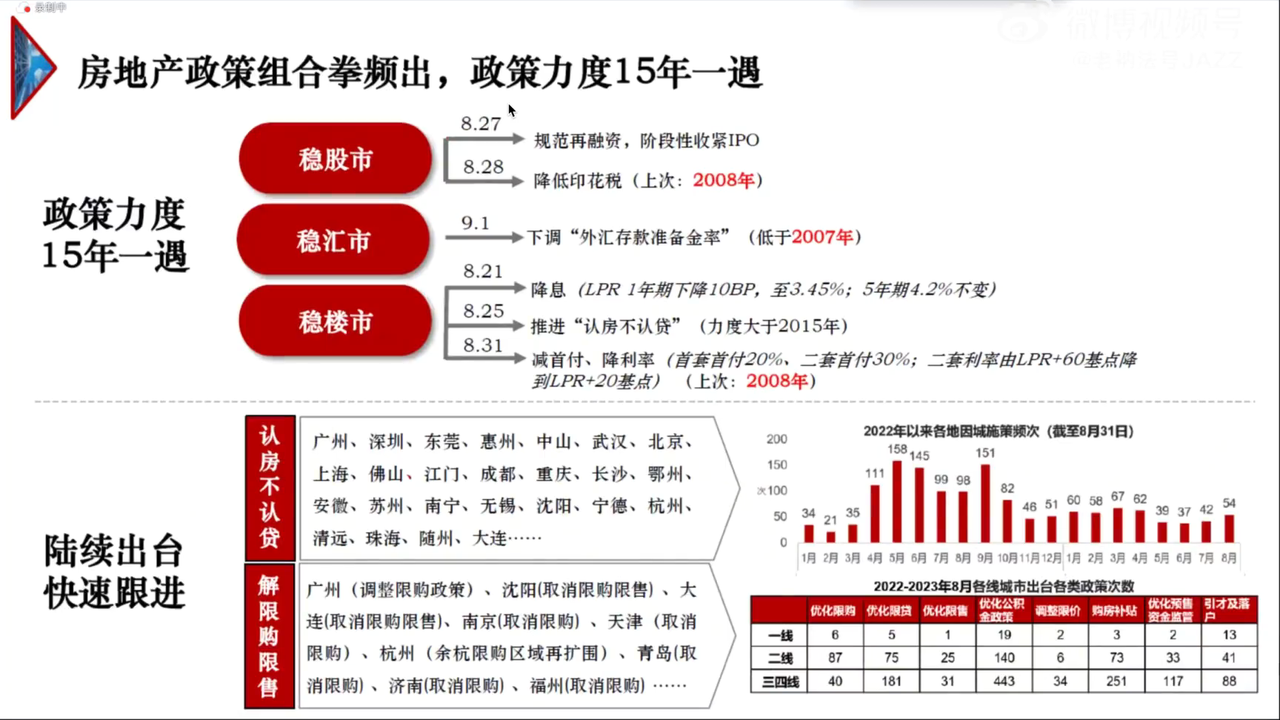 录制中
微博视频号
房地产政策组合拳频出，政策力度15年一遇
政策力度
15年一遇
稳股市
8.27
规范再融资，阶段性收紧IPO
8.28
降低印花税（上次：2008年）
稳汇市
9.1
下调“外汇存款准备金率”（低于2007年）
稳楼市
8.21
降息（LPR 1年期下降10BP，至3.45%；5年期4.2%不变）
8.25
推进“认房不认贷”（力度大于2015年）
8.31
减首付、降利率（首套首付20%、二套首付30%；二套利率由LPR+60基点降
到LPR+20基点）（上次：2008年）
陆续出台
快速跟进
认房不认贷
广州、深圳、东莞、惠州、中山、武汉、北京、
上海、佛山、江门、成都、重庆、长沙、鄂州、
安徽、苏州、南宁、无锡、沈阳、宁德、杭州、
清远、珠海、随州、大连……
解限购限售
广州（调整限购政策）、沈阳(取消限购限售)、大
连(取消限购限售)、南京(取消限购)、天津（取消
限购）、杭州（余杭限购区域再扩围）、青岛(取
消限购)、济南(取消限购)、福州(取消限购)……
2022年以来各地因城施策频次（截至8月31日）
次
200
150
100
50
0
34 21 35 111 158 145 99 98 151 82 46 51 60 58 67 62 39 37 42 54
1月 2月 3月 4月 5月 6月 7月 8月 9月 10月 11月 12月 1月 2月 3月 4月 5月 6月 7月 8月
2022-2023年8月各线城市出台各类政策次数
优化限购 优化限贷 优化限售 优化公积金政策 调整限价 购房补贴 优化预售资金监管 引才及落户
一线 6 5 1 19 2 3 2 13
二线 87 75 25 140 6 73 33 41
三四线 40 181 31 443 34 251 117 88